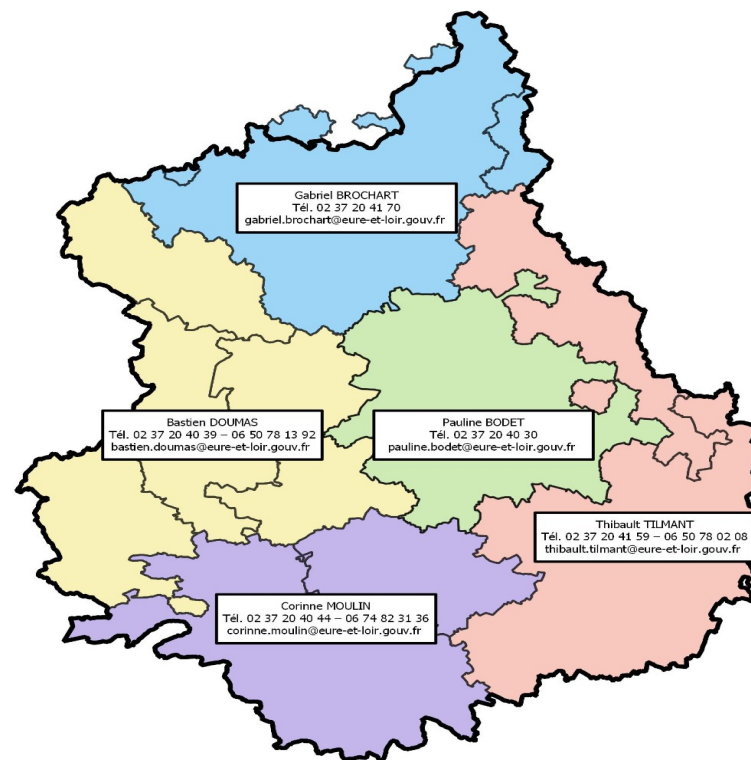 Gabriel BROCHART
Tél. 02 37 20 41 70
gabriel.brochart@eure-et-loir.gouv.fr
Bastien DOUMAS
Tél. 02 37 20 40 39 – 06 50 78 13 92
bastien.doumas@eure-et-loir.gouv.fr
Pauline BODET
Tél. 02 37 20 40 30
pauline.bodet@eure-et-loir.gouv.fr
Thibault TILMANT
Tél. 02 37 20 41 59 – 06 50 78 02 08
thibault.tilmant@eure-et-loir.gouv.fr
Corinne MOULIN
Tél. 02 37 20 40 44 – 06 74 82 31 36
corinne.moulin@eure-et-loir.gouv.fr